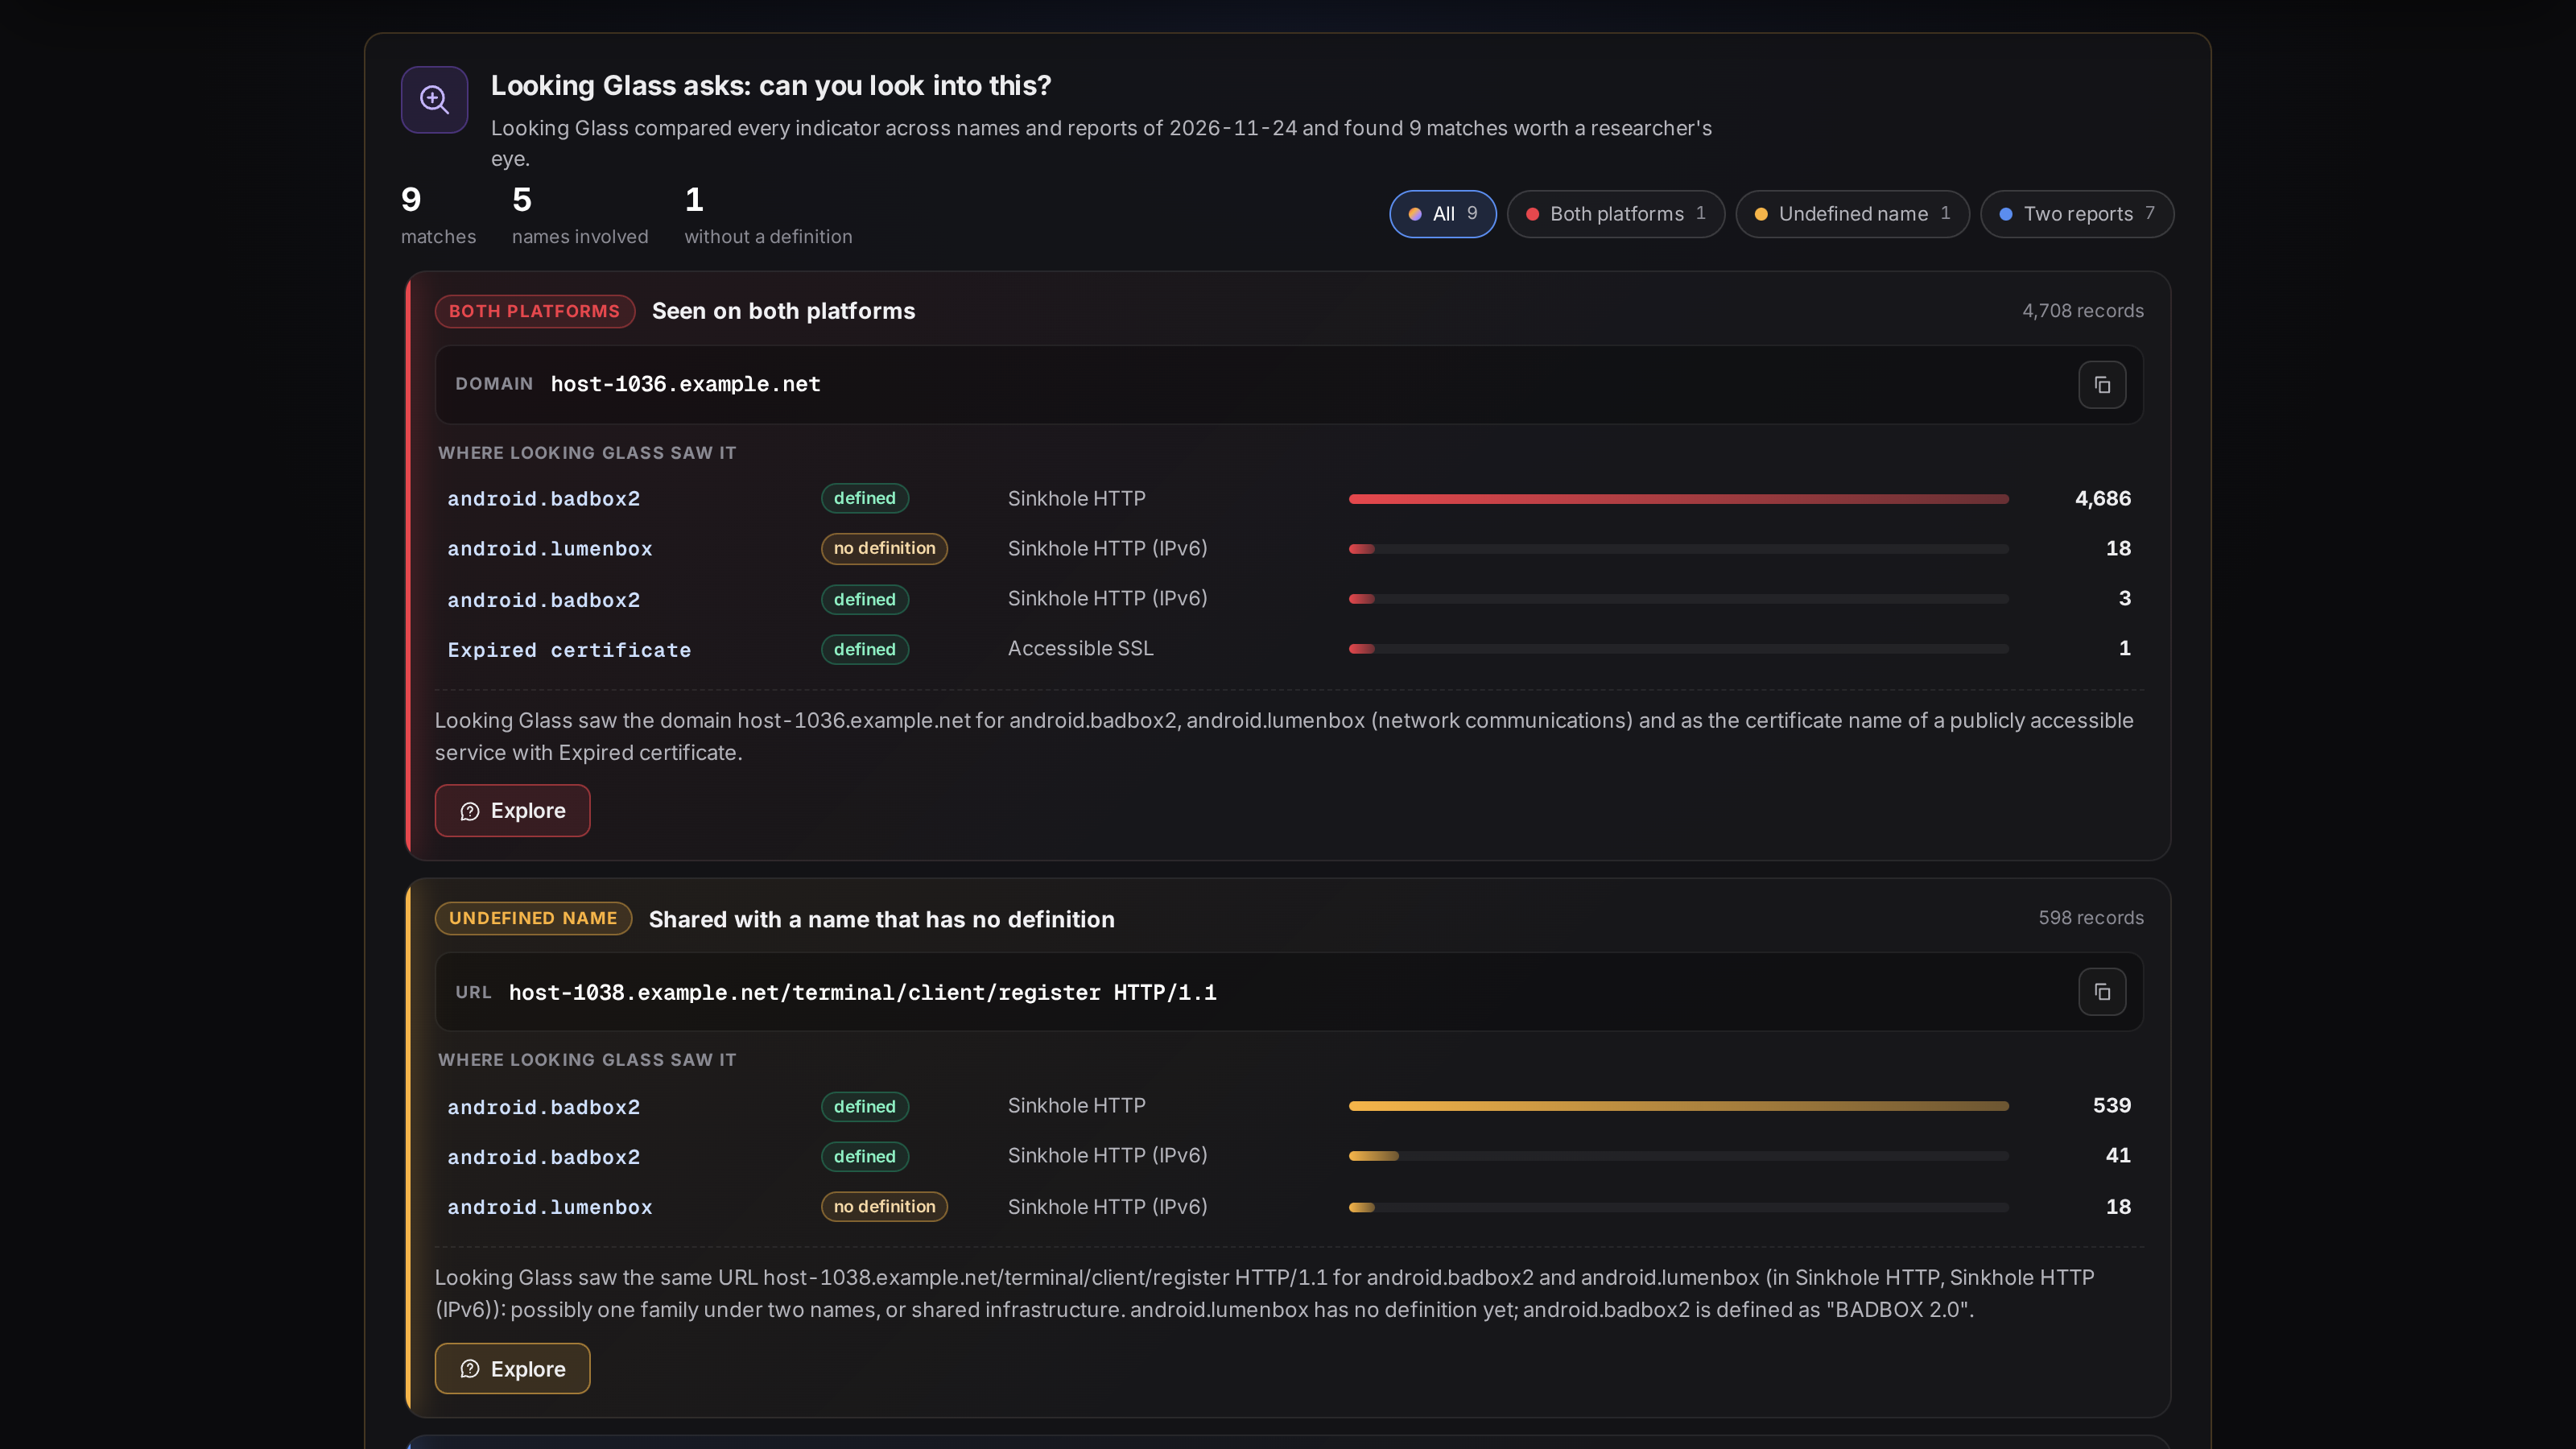 Looking Glass asks: can you look into this?
Looking Glass compared every indicator across names and reports of 2026-11-24 and found 9 matches worth a researcher's
eye.
9 5 1
matches names involved without a definition
All 9 Both platforms 1 Undefined name 1 Two reports 7
BOTH PLATFORMS Seen on both platforms 4,708 records
DOMAIN host-1036.example.net
WHERE LOOKING GLASS SAW IT
android.badbox2 defined Sinkhole HTTP 4,686
android.lumenbox no definition Sinkhole HTTP (IPv6) 18
android.badbox2 defined Sinkhole HTTP (IPv6) 3
Expired certificate defined Accessible SSL 1
Looking Glass saw the domain host-1036.example.net for android.badbox2, android.lumenbox (network communications) and as the certificate name of a publicly accessible
service with Expired certificate.
Explore
UNDEFINED NAME Shared with a name that has no definition 598 records
URL host-1038.example.net/terminal/client/register HTTP/1.1
WHERE LOOKING GLASS SAW IT
android.badbox2 defined Sinkhole HTTP 539
android.badbox2 defined Sinkhole HTTP (IPv6) 41
android.lumenbox no definition Sinkhole HTTP (IPv6) 18
Looking Glass saw the same URL host-1038.example.net/terminal/client/register HTTP/1.1 for android.badbox2 and android.lumenbox (in Sinkhole HTTP, Sinkhole HTTP
(IPv6)): possibly one family under two names, or shared infrastructure. android.lumenbox has no definition yet; android.badbox2 is defined as "BADBOX 2.0".
Explore